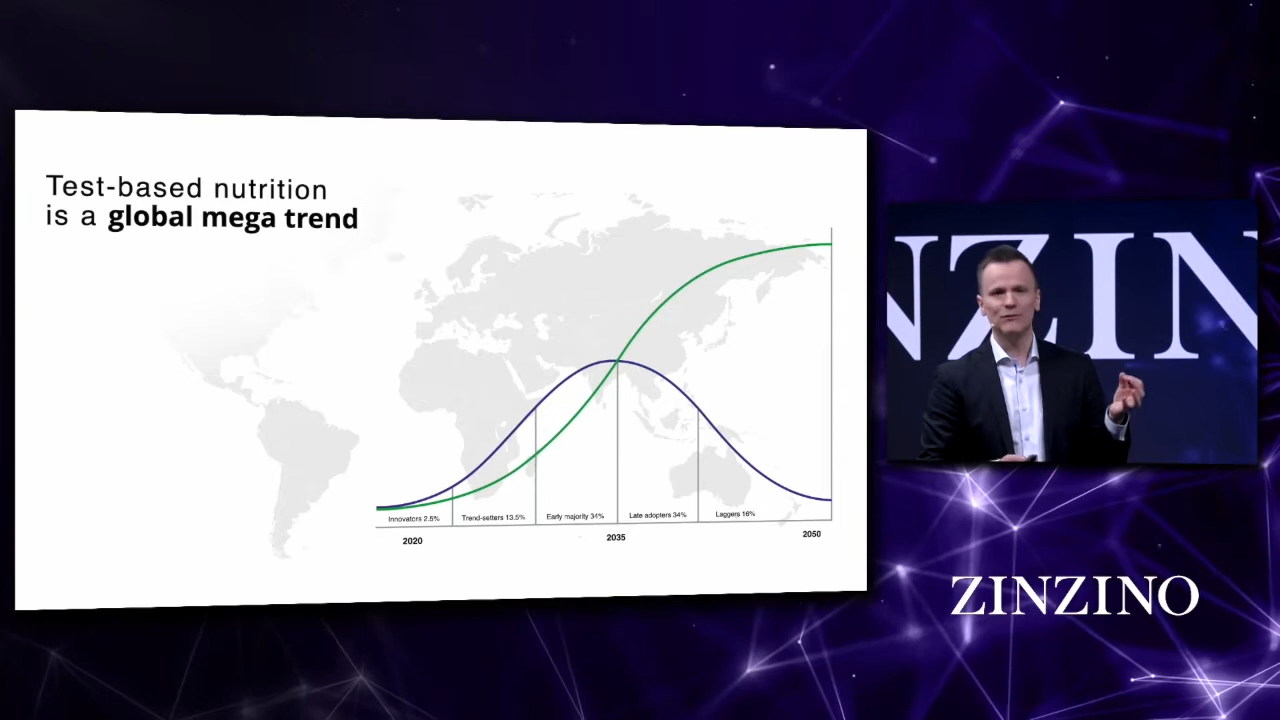 Test-based nutrition
is a global mega trend
Innovators 2.5%
Trend-setters 13.5%
Early majority 34%
Late adopters 34%
Laggers 16%
2020
2035
2050
NZIN
ZINZINO